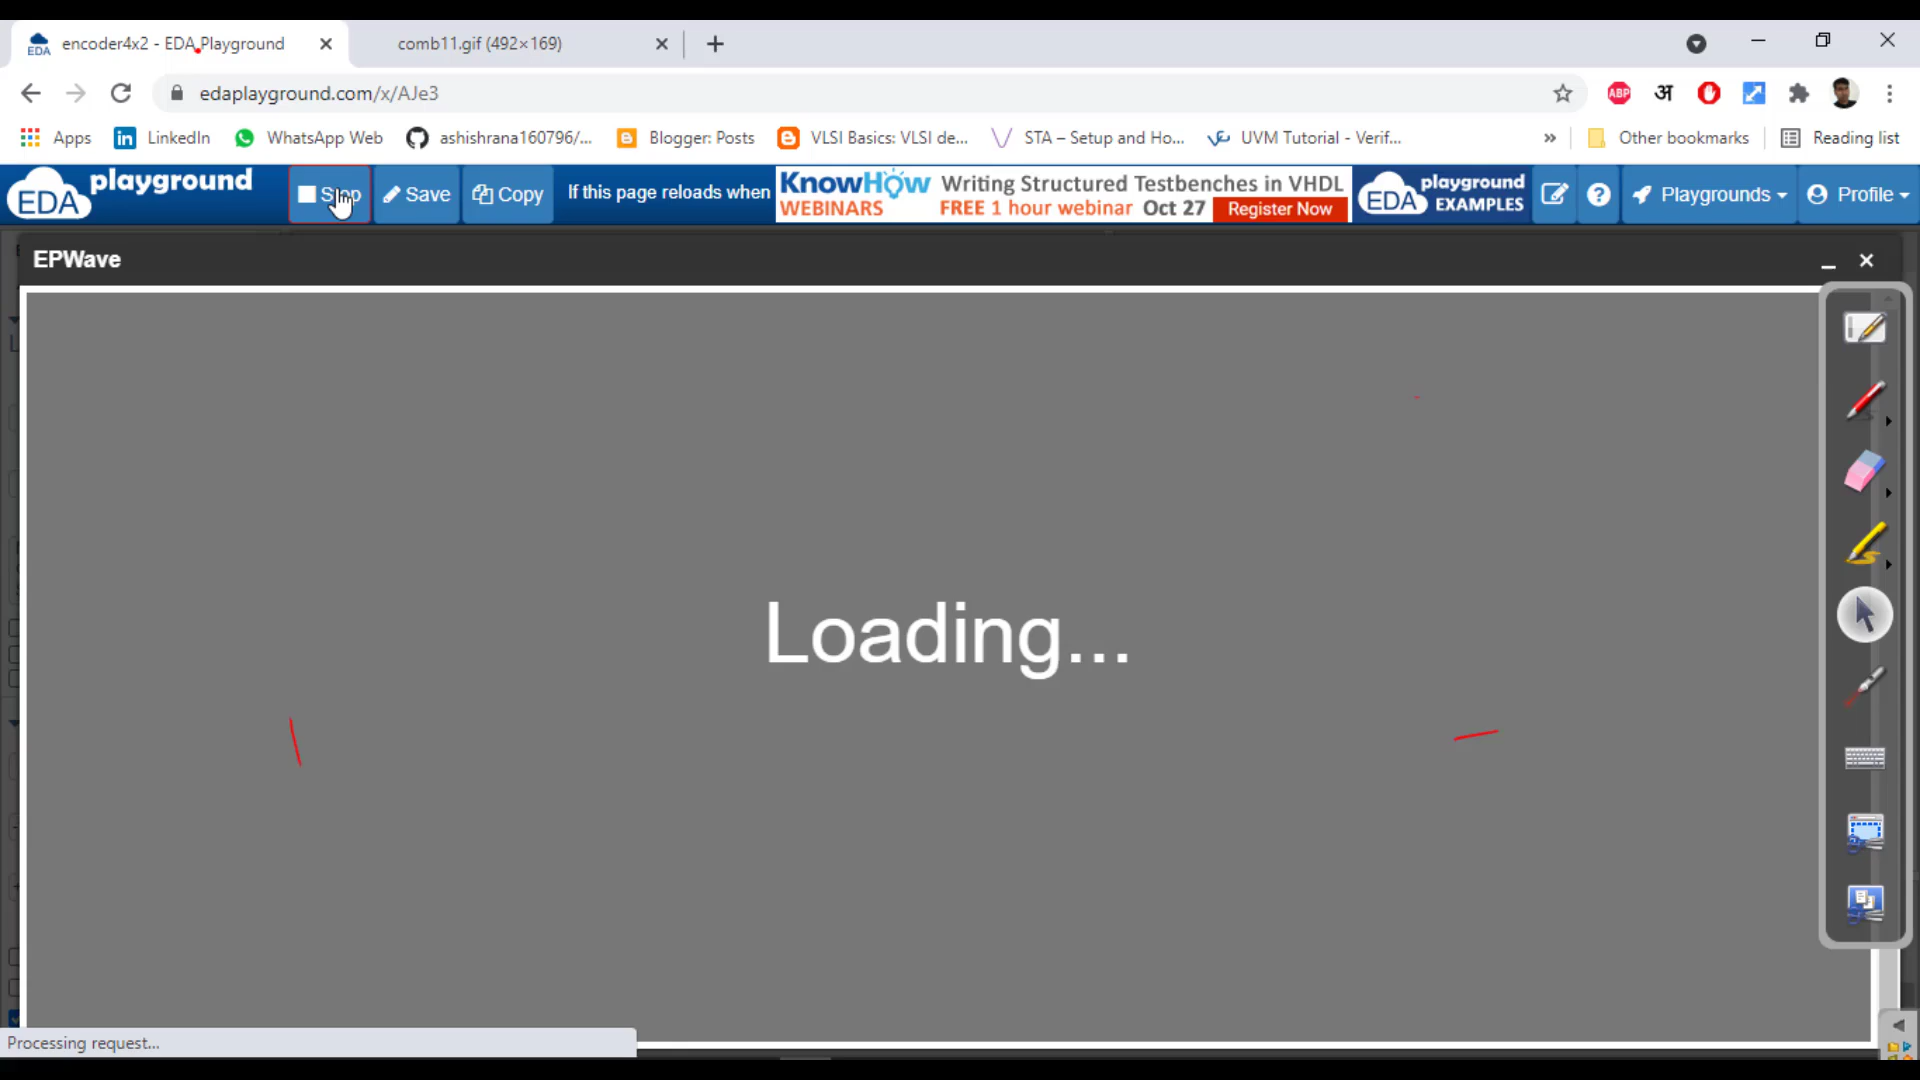 encoder4x2 - EDA Playground
comb11.gif (492×169)
edaplayground.com/x/AJe3
ABP
अ
Apps
LinkedIn
WhatsApp Web
ashishrana160796/...
Blogger: Posts
VLSI Basics: VLSI de...
STA – Setup and Ho...
UVM Tutorial - Verif...
»
Other bookmarks
Reading list
EDA playground
Stop
Save
Copy
If this page reloads when
KnowHow WEBINARS
Writing Structured Testbenches in VHDL
FREE 1 hour webinar Oct 27 Register Now
EDA playground EXAMPLES
Playgrounds
Profile
EPWave
Loading...
Processing request...